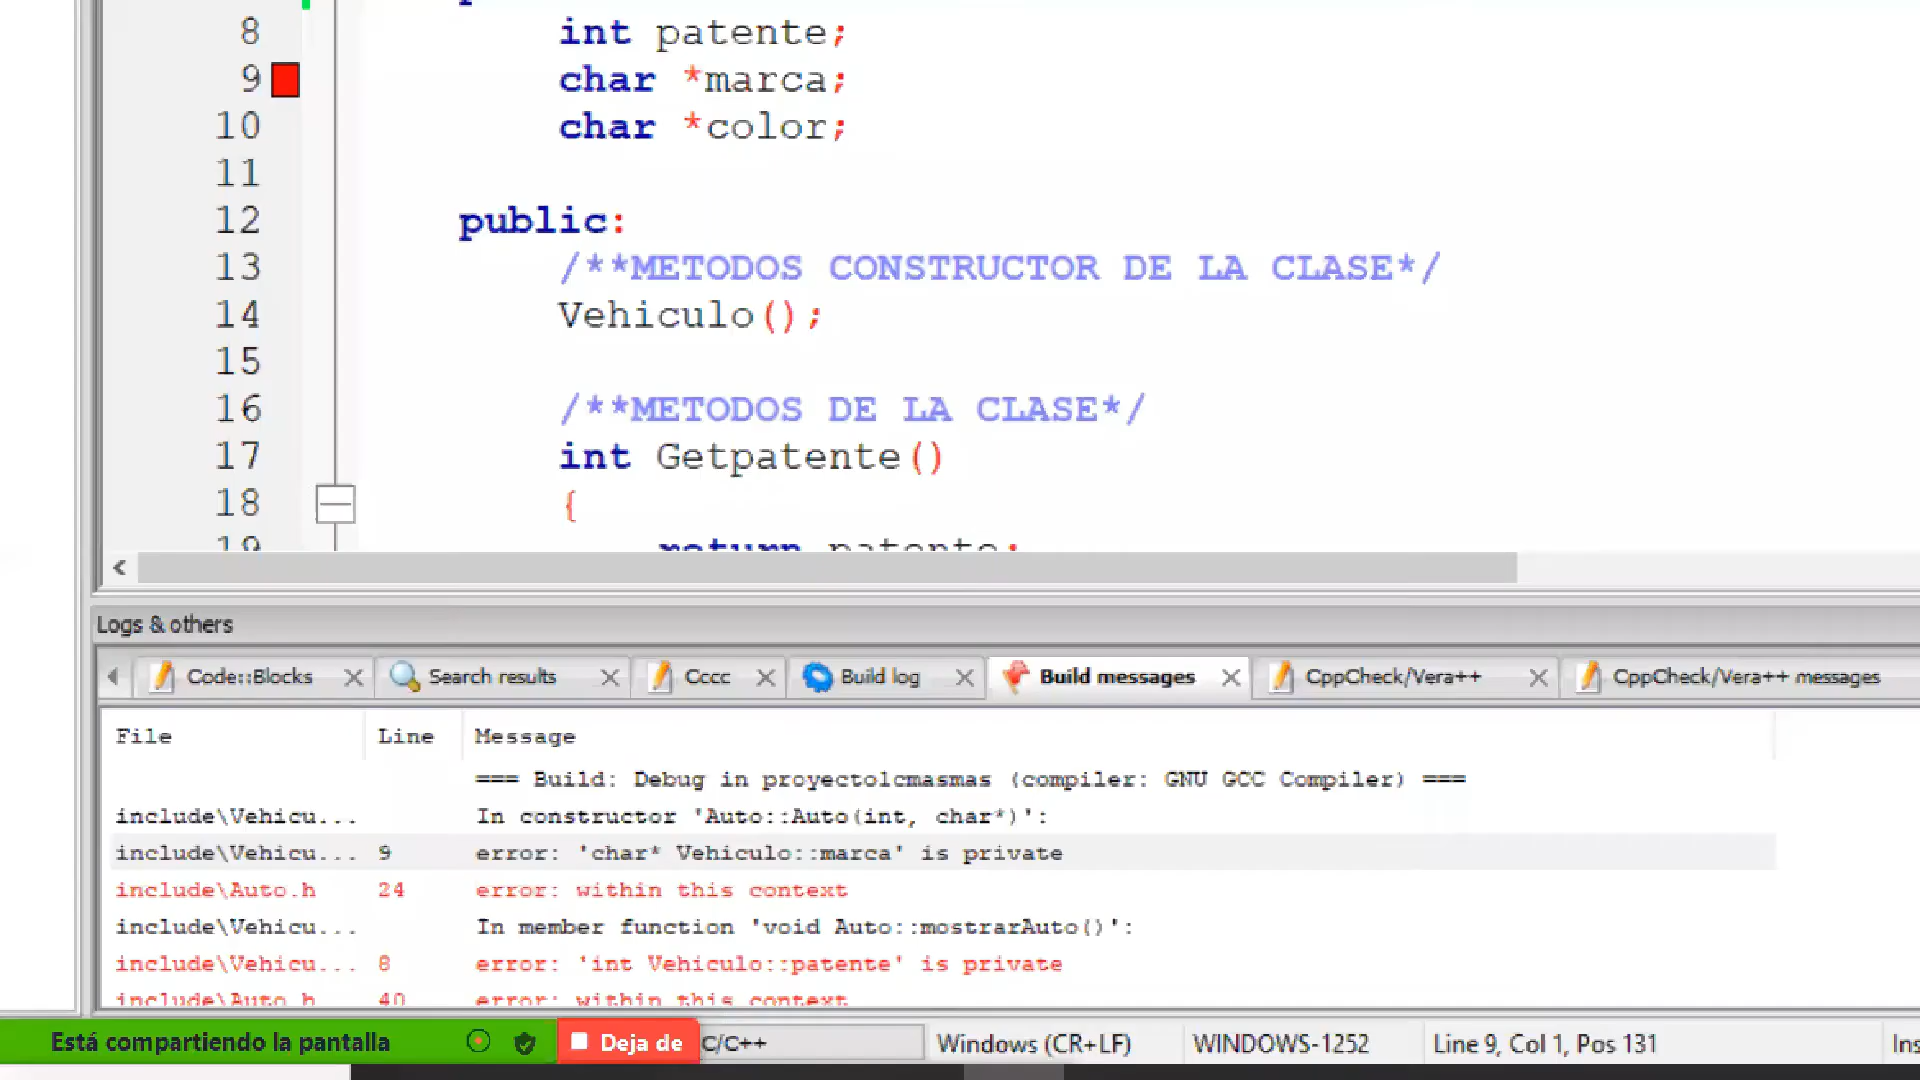 8 int patente;
9 char *marca;
10 char *color;
11
12 public:
13 /**METODOS CONSTRUCTOR DE LA CLASE*/
14 Vehiculo();
15
16 /**METODOS DE LA CLASE*/
17 int Getpatente()
18 {
19 return patente;
Logs & others
Code::Blocks Search results Cccc Build log Build messages CppCheck/Vera++ CppCheck/Vera++ messages
File Line Message
=== Build: Debug in proyecto1cmasmas (compiler: GNU GCC Compiler) ===
include\Vehicu... In constructor 'Auto::Auto(int, char*)':
include\Vehicu... 9 error: 'char* Vehiculo::marca' is private
include\Auto.h 24 error: within this context
include\Vehicu... In member function 'void Auto::mostrarAuto()':
include\Vehicu... 8 error: 'int Vehiculo::patente' is private
include\Auto.h 40 error: within this context
Está compartiendo la pantalla Deja de C/C++ Windows (CR+LF) WINDOWS-1252 Line 9, Col 1, Pos 131 Ins